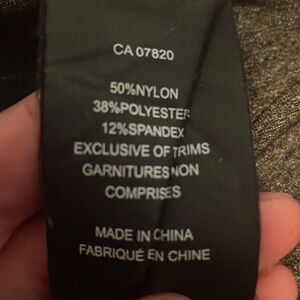 CA 07820
50%NYLON
38%POLYESTER
12%SPANDEX
EXCLUSIVE OF TRIMS
GARNITURES NON
COMPRISES
MADE IN CHINA
FABRIQUÉ EN CHINE